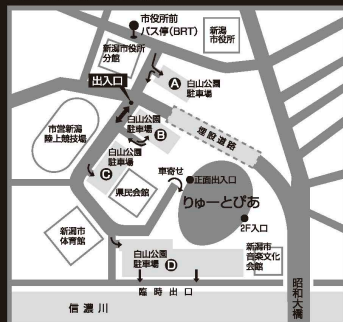 市役所前
バス停(BRT)
新潟市役所
分館
新潟
市役所
出入口
A
白山公園
駐車場
市営新潟
陸上競技場
白山公園
駐車場
B
埋設道路
白山公園
駐車場
C
車寄せ
正面出入口
県民会館
りゅーとぴあ
2F入口
新潟市
体育館
白山公園
駐車場
D
新潟市
音楽文化
会館
昭和大橋
臨時出口
信濃川